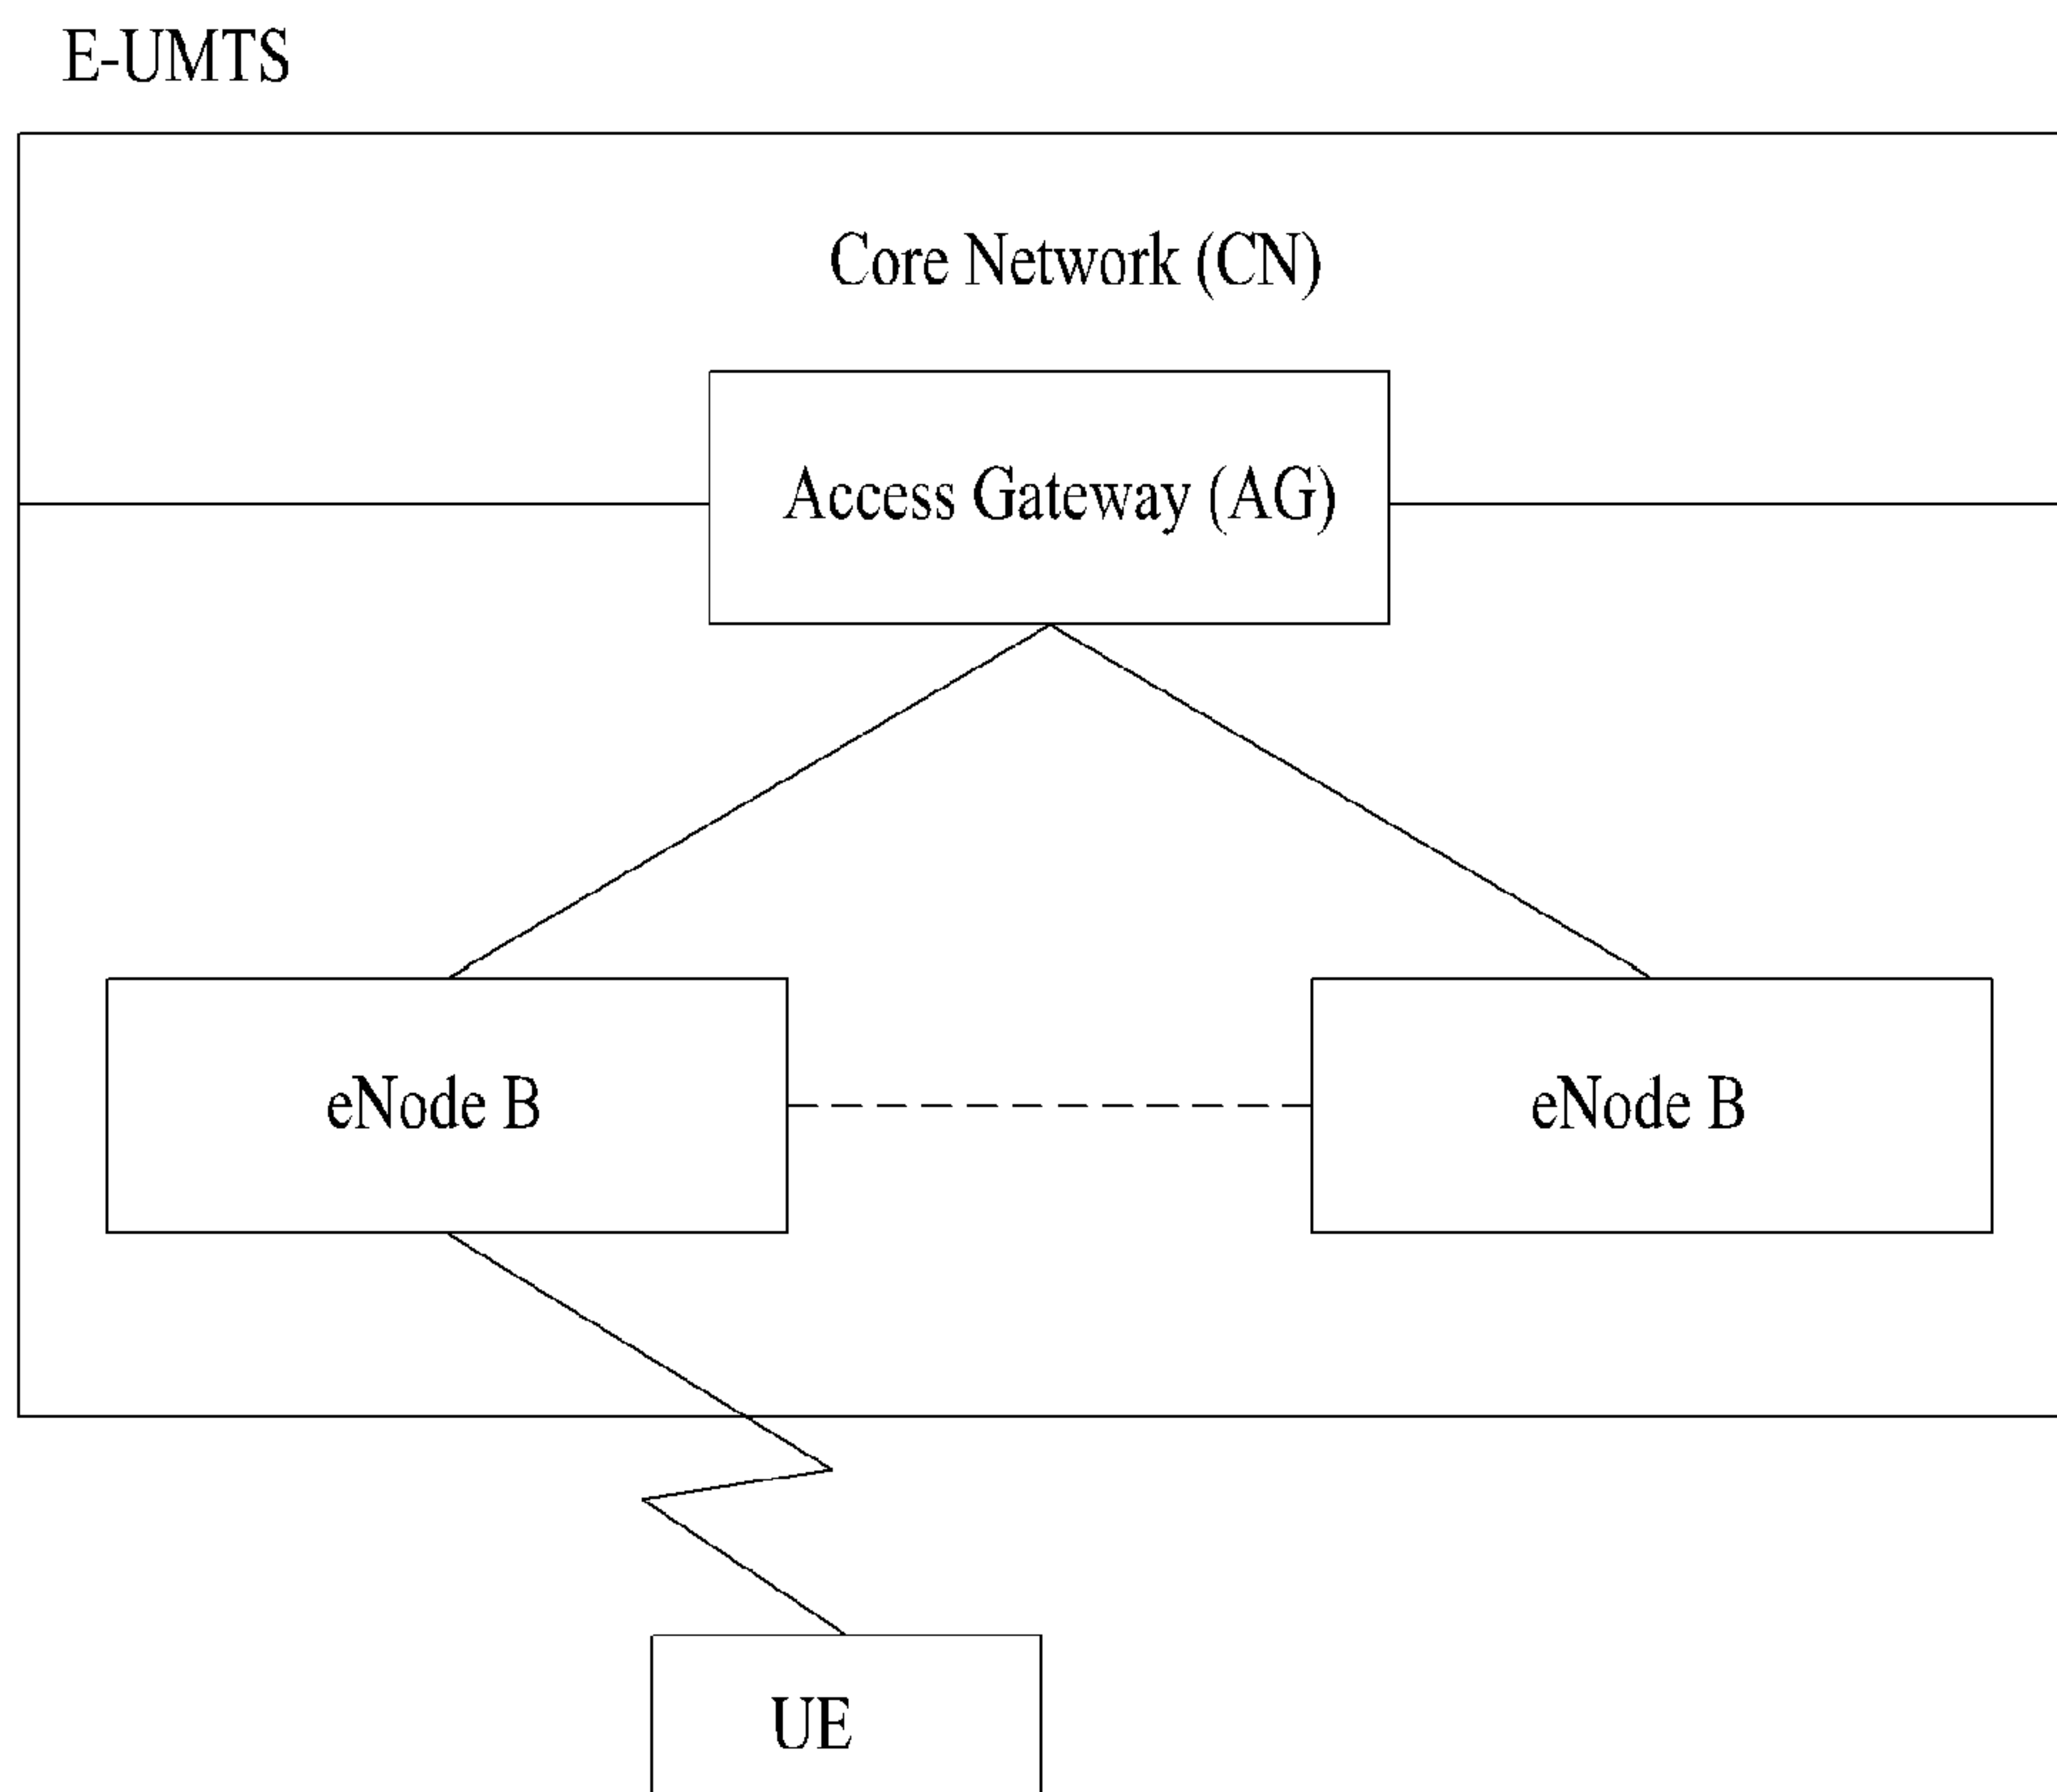 E-UMTS
Core Network (CN)
Access Gateway (AG)
eNode B
eNode B
UE